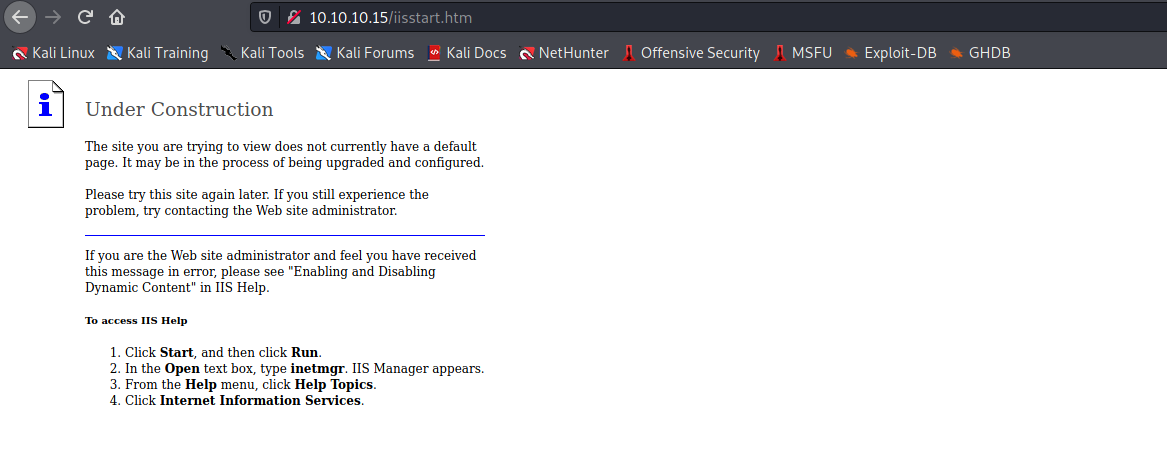 10.10.10.15/iisstart.htm
Kali Linux Kali Training Kali Tools Kali Forums Kali Docs NetHunter Offensive Security MSFU Exploit-DB GHDB
Under Construction
The site you are trying to view does not currently have a default
page. It may be in the process of being upgraded and configured.
Please try this site again later. If you still experience the
problem, try contacting the Web site administrator.
If you are the Web site administrator and feel you have received
this message in error, please see "Enabling and Disabling
Dynamic Content" in IIS Help.
To access IIS Help
1. Click Start, and then click Run.
2. In the Open text box, type inetmgr. IIS Manager appears.
3. From the Help menu, click Help Topics.
4. Click Internet Information Services.